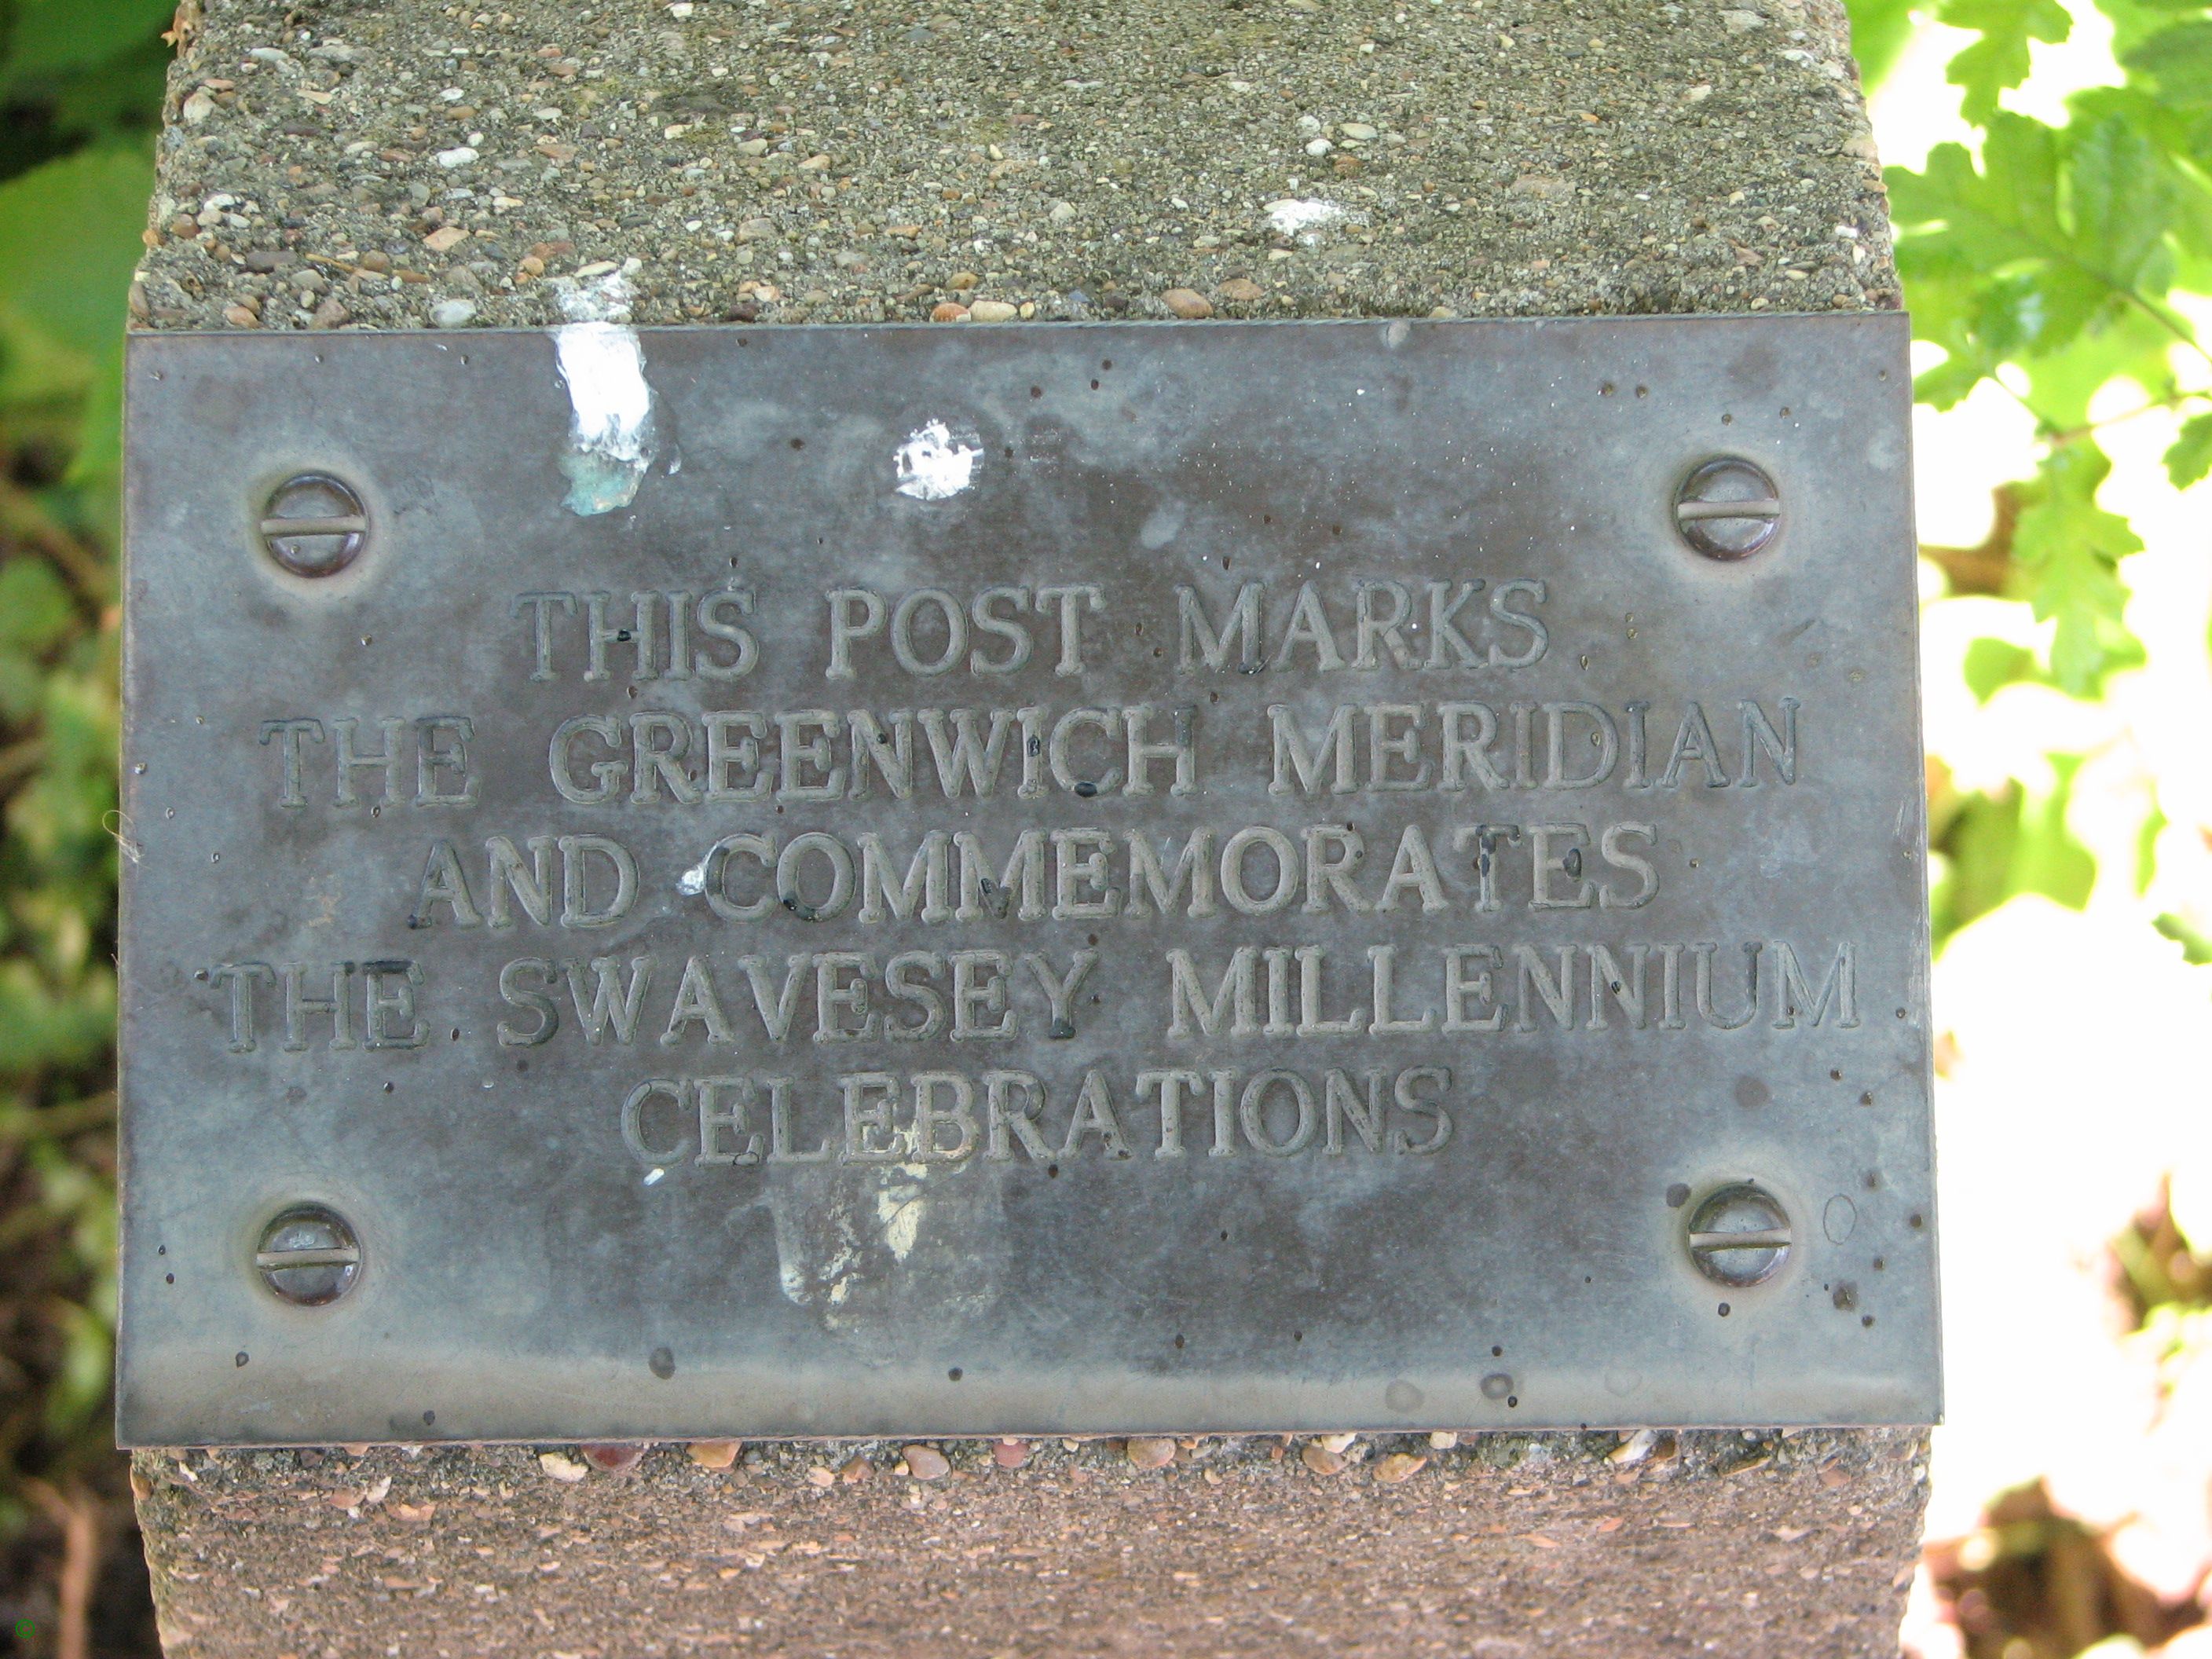 THIS POST MARKS
THE GREENWICH MERIDIAN
AND COMMEMORATES
THE SWAVESEY MILLENNIUM
CELEBRATIONS
©